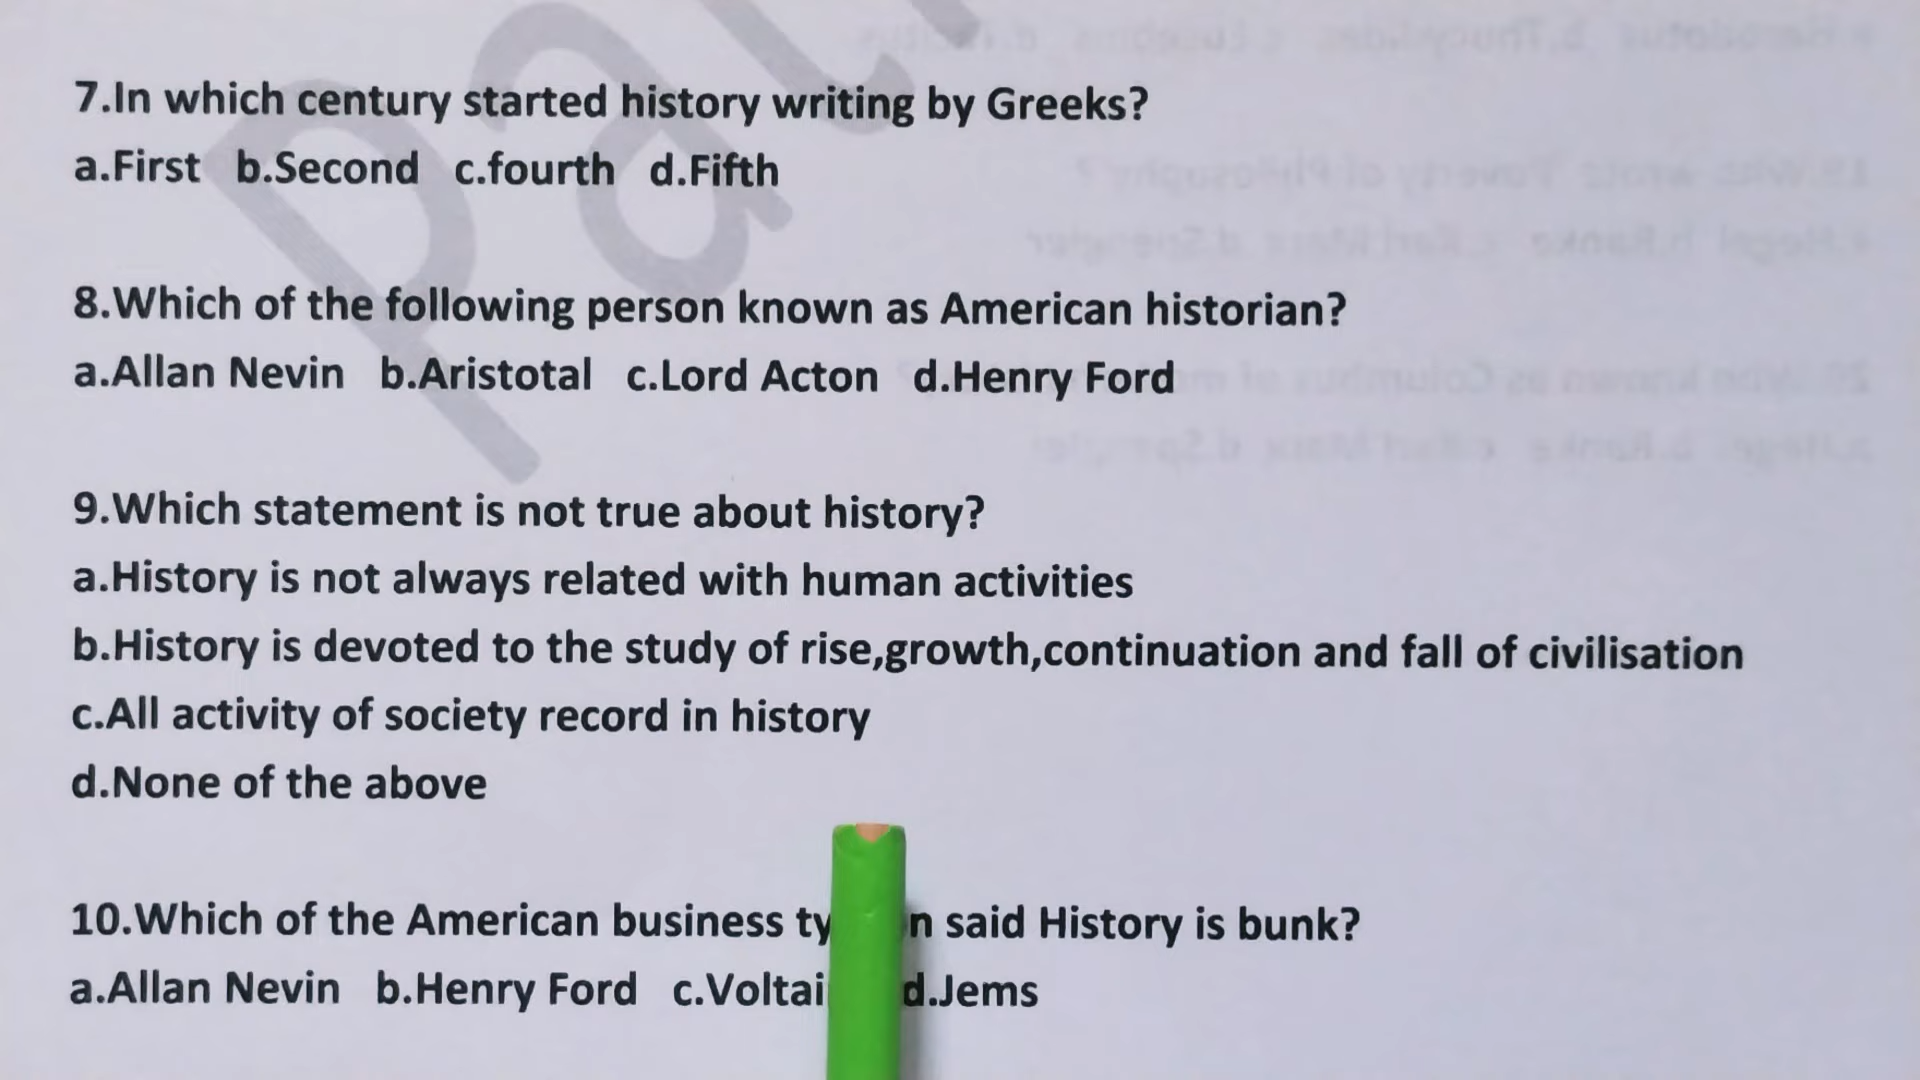 7.In which century started history writing by Greeks?
a.First b.Second c.fourth d.Fifth
8.Which of the following person known as American historian?
a.Allan Nevin b.Aristotal c.Lord Acton d.Henry Ford
9.Which statement is not true about history?
a.History is not always related with human activities
b.History is devoted to the study of rise,growth,continuation and fall of civilisation
c.All activity of society record in history
d.None of the above
10.Which of the American business said History is bunk?
a.Allan Nevin b.Henry Ford d.Jems